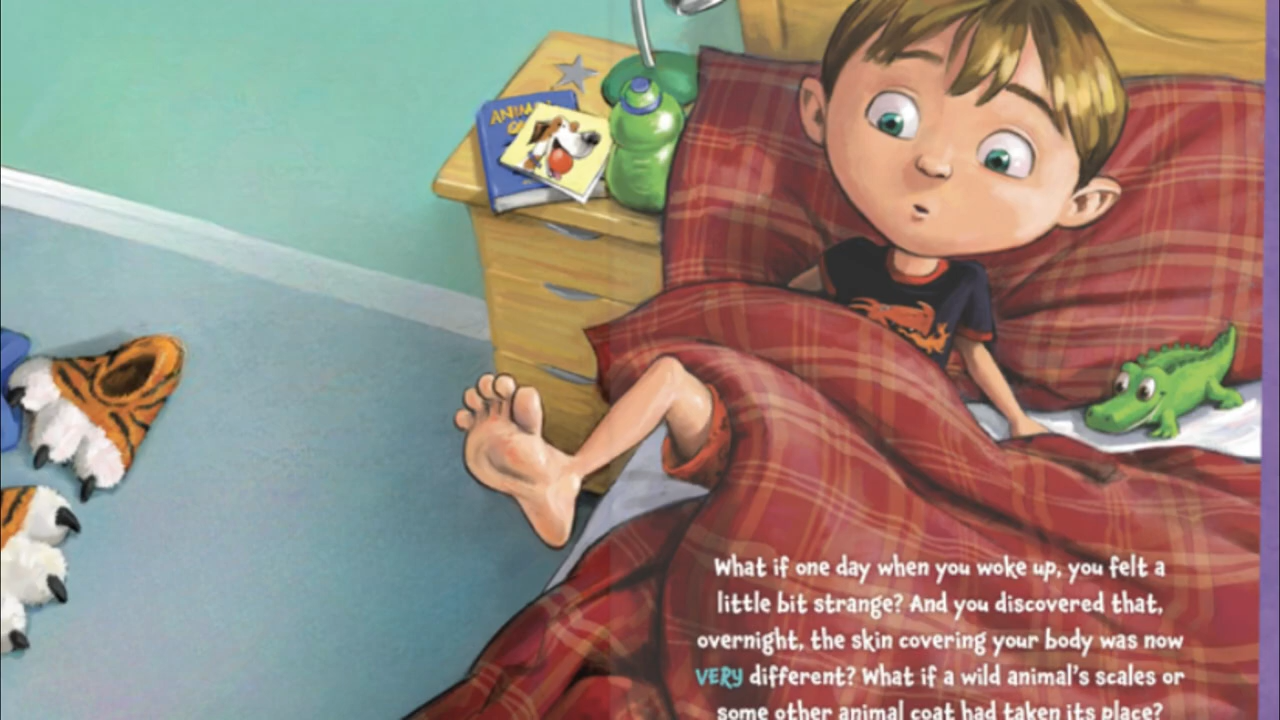 ANIMAL
What if one day when you woke up, you felt a
little bit strange? And you discovered that,
overnight, the skin covering your body was now
VERY different? What if a wild animal's scales or
some other animal coat had taken its place?